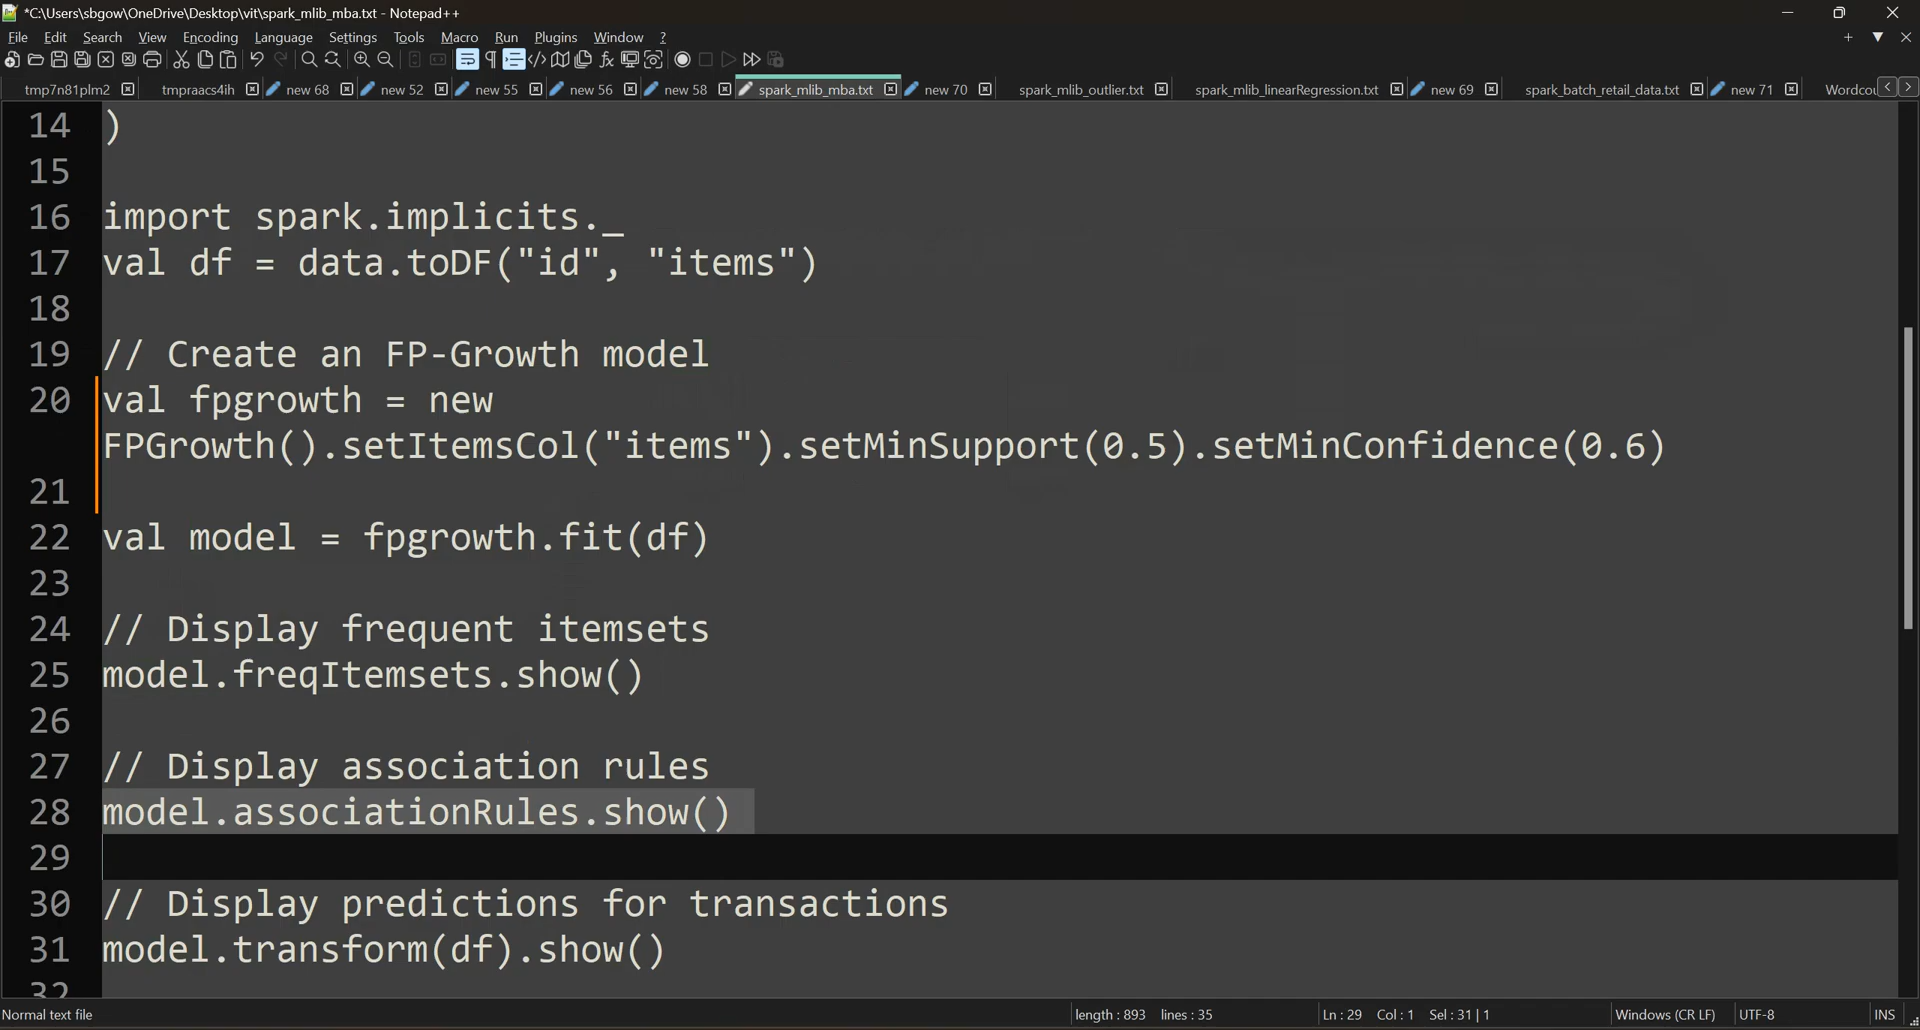 *C:\Users\sbgow\OneDrive\Desktop\vit\spark_mlib_mba.txt - Notepad++
File Edit Search View Encoding Language Settings Tools Macro Run Plugins Window ?
tmp7n81plm2 tmpraacs4ih new 68 new 52 new 55 new 56 new 58 spark_mlib_mba.txt new 70 spark_mlib_outlier.txt spark_mlib_linearRegression.txt new 69 spark_batch_retail_data.txt new 71 Wordcou
14 )
15
16 import spark.implicits._
17 val df = data.toDF("id", "items")
18
19 // Create an FP-Growth model
20 val fpgrowth = new
FPGrowth().setItemsCol("items").setMinSupport(0.5).setMinConfidence(0.6)
21
22 val model = fpgrowth.fit(df)
23
24 // Display frequent itemsets
25 model.freqItemsets.show()
26
27 // Display association rules
28 model.associationRules.show()
29
30 // Display predictions for transactions
31 model.transform(df).show()
32
Normal text file length : 893 lines : 35 Ln : 29 Col : 1 Sel : 31 | 1 Windows (CR LF) UTF-8 INS